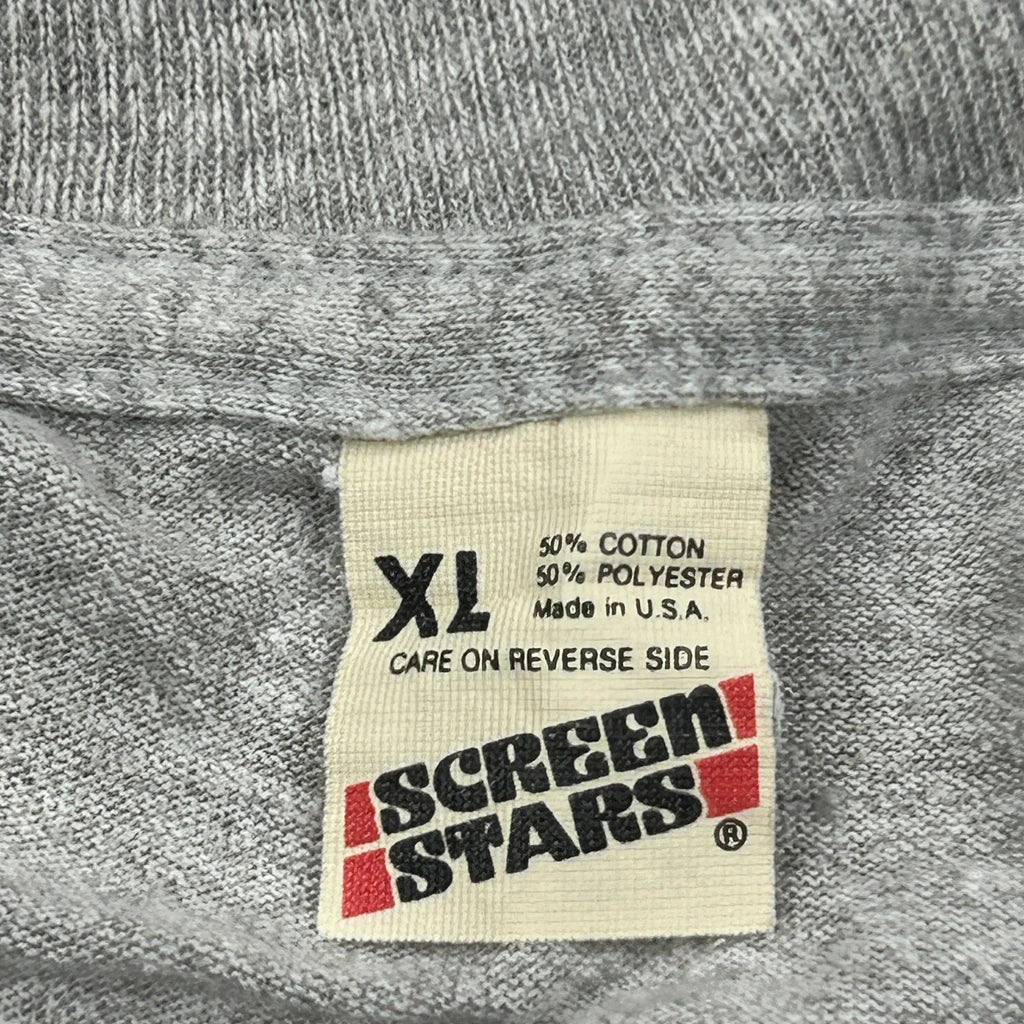 XL
50% COTTON
50% POLYESTER
Made in U.S.A.
CARE ON REVERSE SIDE
SCREEN
STARS
®